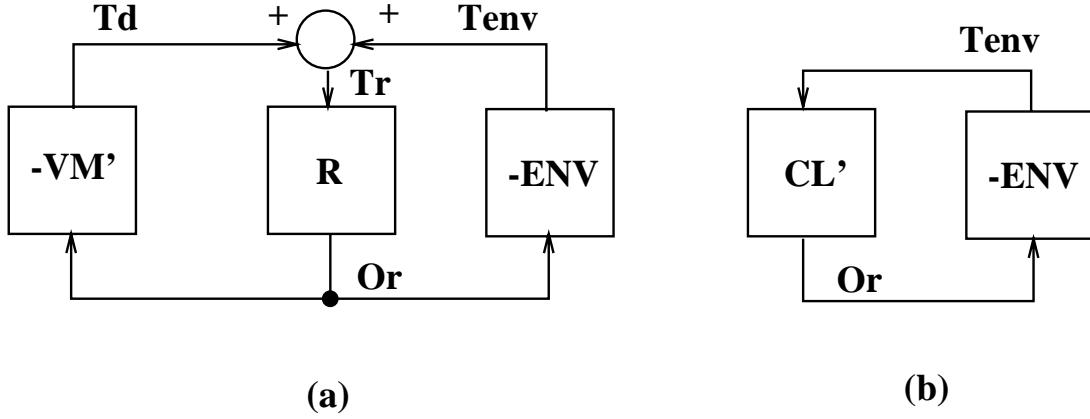 Td + + Tenv
Tr
-VM' R -ENV
Or
(a)
Tenv
CL' -ENV
Or
(b)